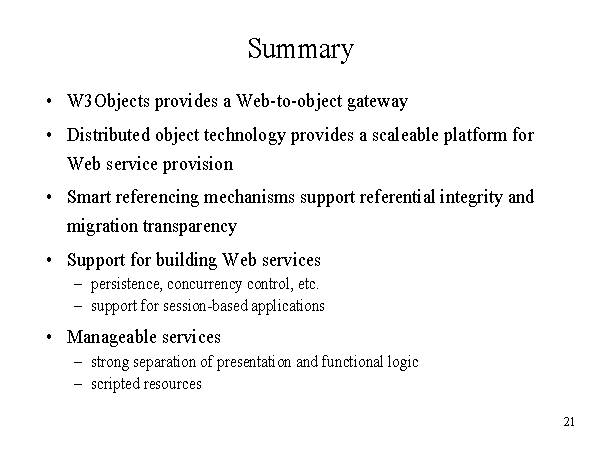 Summary
• W3Objects provides a Web-to-object gateway
• Distributed object technology provides a scaleable platform for
Web service provision
• Smart referencing mechanisms support referential integrity and
migration transparency
• Support for building Web services
– persistence, concurrency control, etc.
– support for session-based applications
• Manageable services
– strong separation of presentation and functional logic
– scripted resources
21